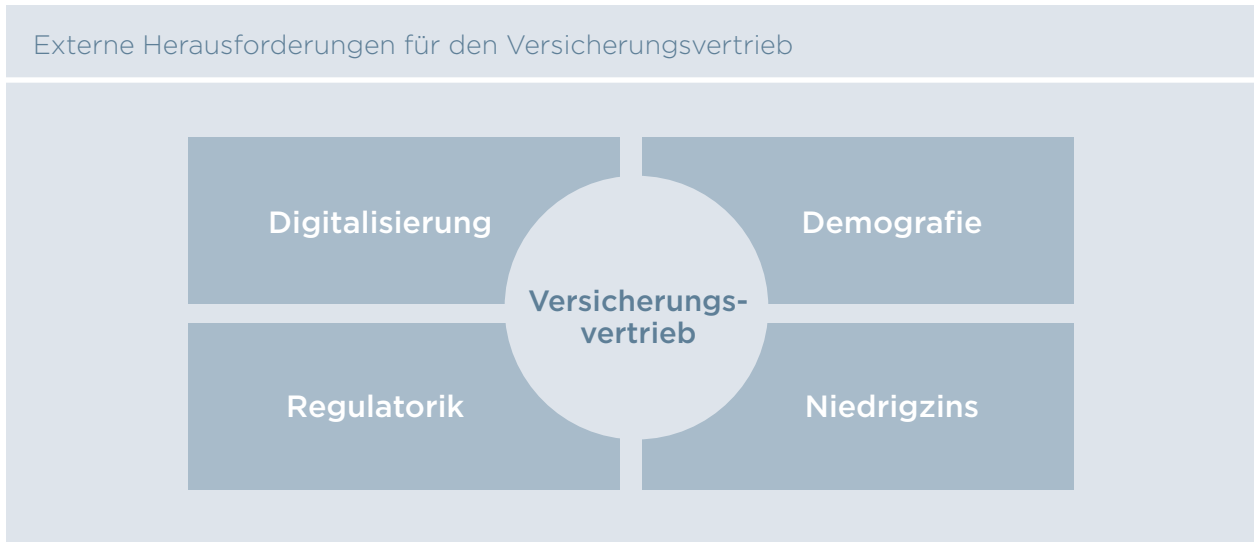 Externe Herausforderungen für den Versicherungsvertrieb
Digitalisierung
Demografie
Versicherungs-
vertrieb
Regulatorik
Niedrigzins